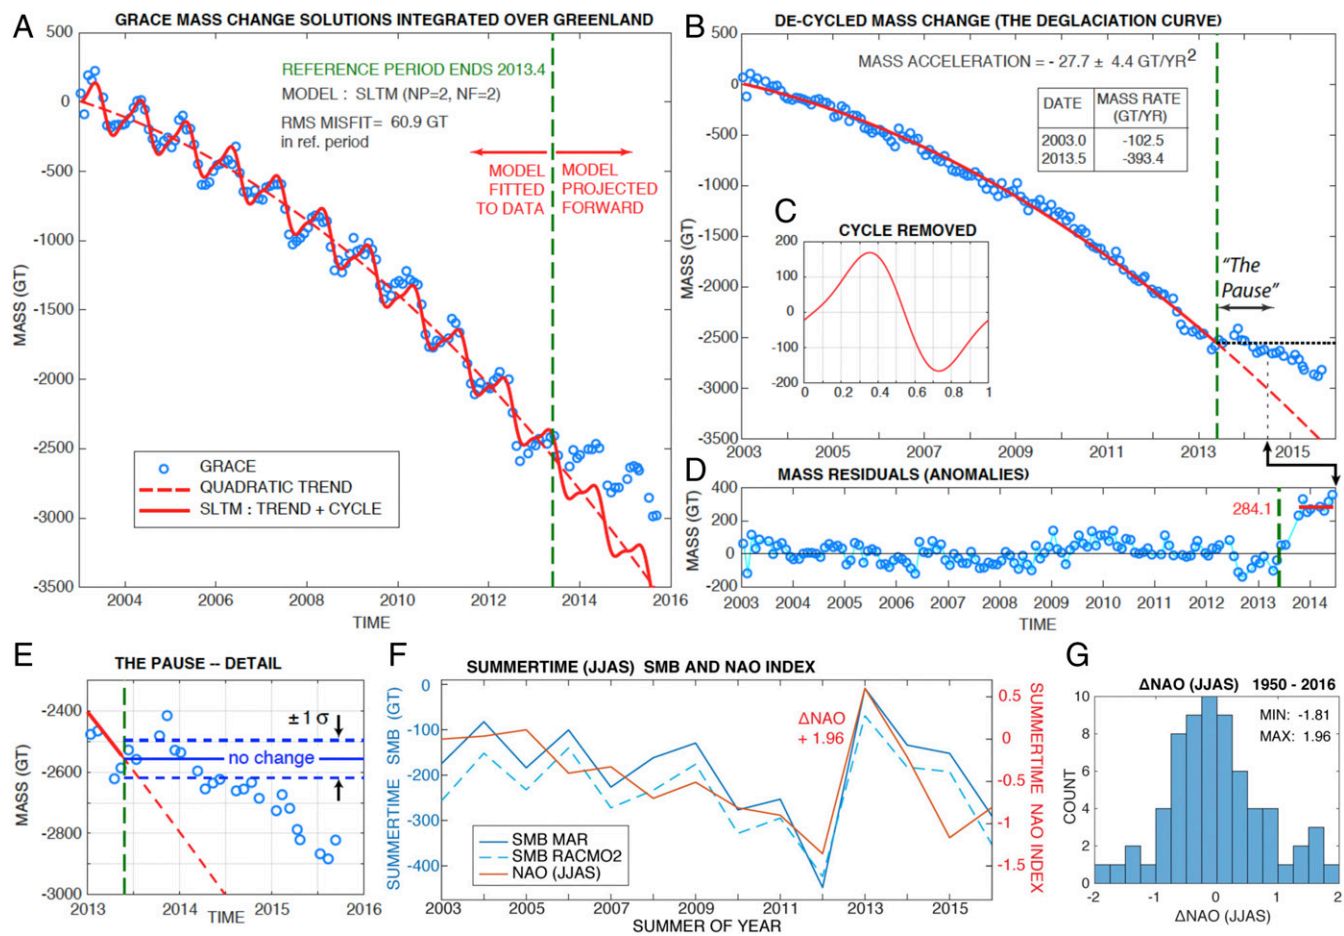 A
GRACE MASS CHANGE SOLUTIONS INTEGRATED OVER GREENLAND
500
0
-500
-1000
-1500
-2000
-2500
-3000
-3500
MASS (GT)
REFERENCE PERIOD ENDS 2013.4
MODEL : SLTM (NP=2, NF=2)
RMS MISFIT= 60.9 GT
in ref. period
MODEL
FITTED
TO DATA
MODEL
PROJECTED
FORWARD
GRACE
QUADRATIC TREND
SLTM : TREND + CYCLE
2004 2006 2008 2010 2012 2014 2016
TIME
B
DE-CYCLED MASS CHANGE (THE DEGLACIATION CURVE)
500
0
-500
-1000
-1500
-2000
-2500
-3000
-3500
MASS (GT)
MASS ACCELERATION = - 27.7 ± 4.4 GT/YR2
DATE MASS RATE
(GT/YR)
2003.0 -102.5
2013.5 -393.4
"The
Pause"
2003 2005 2007 2009 2011 2013 2015
C
CYCLE REMOVED
200
100
0
-100
-200
0 0.2 0.4 0.6 0.8 1
D
MASS RESIDUALS (ANOMALIES)
400
200
0
-200
MASS (GT)
284.1
2003 2004 2005 2006 2007 2008 2009 2010 2011 2012 2013 2014
TIME
E
THE PAUSE -- DETAIL
-2400
-2600
-2800
-3000
MASS (GT)
± 1 σ
no change
2013 2014 2015 2016
TIME
F
SUMMERTIME (JJAS) SMB AND NAO INDEX
0
-100
-200
-300
-400
SUMMERTIME SMB (GT)
ΔNAO
+ 1.96
SMB MAR
SMB RACMO2
NAO (JJAS)
0.5
0
-0.5
-1
-1.5
SUMMERTIME NAO INDEX
2003 2005 2007 2009 2011 2013 2015
SUMMER OF YEAR
G
ΔNAO (JJAS) 1950 - 2016
10
8
6
4
2
0
COUNT
MIN: -1.81
MAX: 1.96
-2 -1 0 1 2
ΔNAO (JJAS)